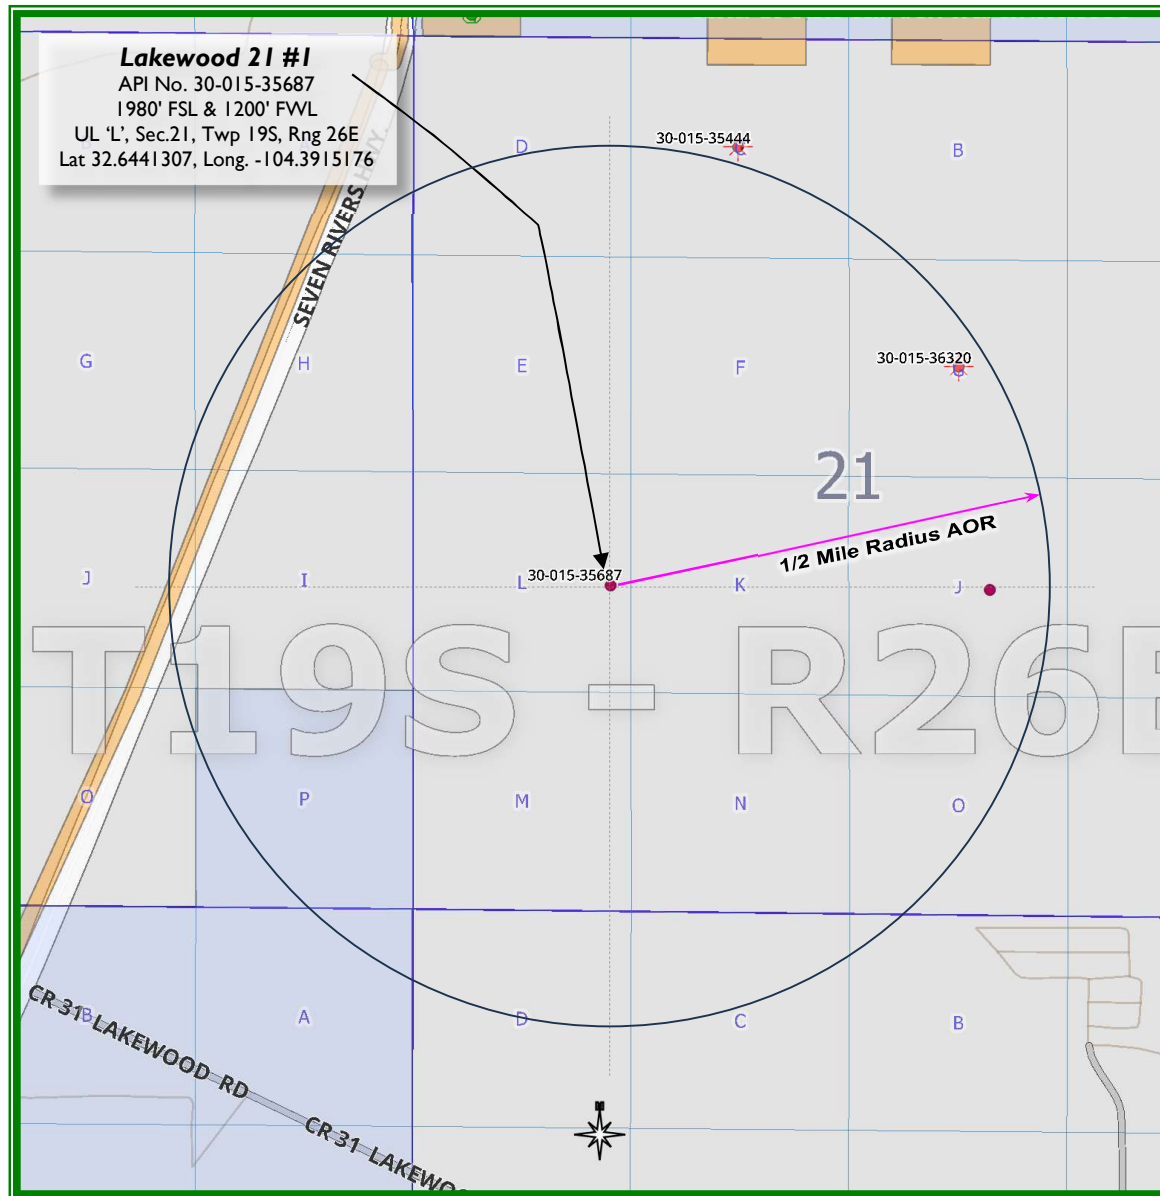 Lakewood 21 #1
API No. 30-015-35687
1980' FSL & 1200' FWL
UL ‘L’, Sec.21, Twp 19S, Rng 26E
Lat 32.6441307, Long. -104.3915176
SEVEN RIVERS HWY.
D
30-015-35444
C
B
G
H
E
F
30-015-36320
G
21
1/2 Mile Radius AOR
J
I
30-015-35687
L
K
J
T19S - R26E
O
P
M
N
O
CR 31 LAKEWOOD RD
B
A
D
C
B
N
CR 31 LAKEWOO